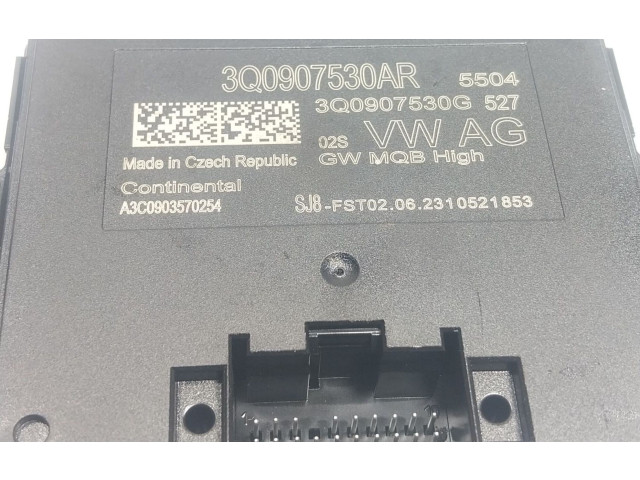 3Q0907530AR 5504
3Q0907530G 527
02S VW AG
Made in Czech Republic GW MQB High
Continental
A3C0903570254 SJ8-FST02.06.2310521853